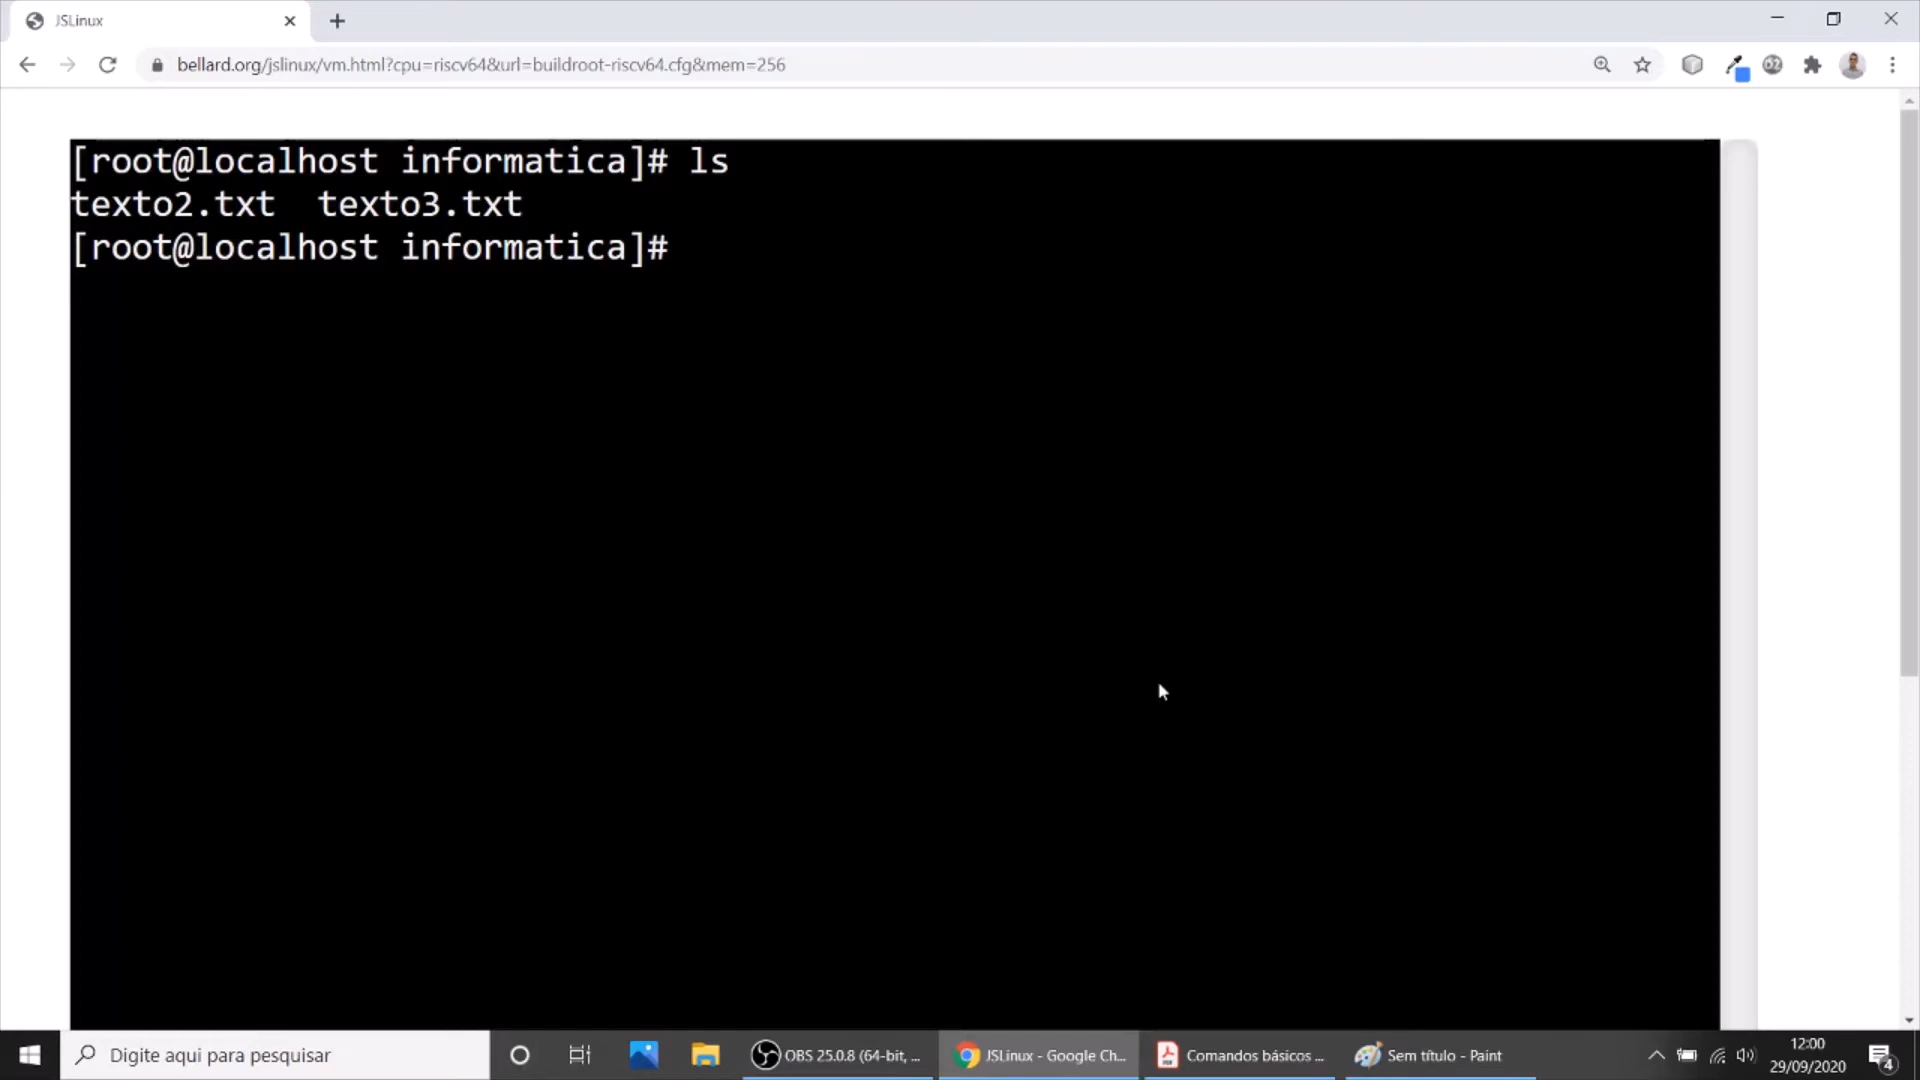 JSLinux
bellard.org/jslinux/vm.html?cpu=riscv64&url=buildroot-riscv64.cfg&mem=256
[root@localhost informatica]# ls
texto2.txt  texto3.txt
[root@localhost informatica]#
Digite aqui para pesquisar
OBS 25.0.8 (64-bit, ...
JSLinux - Google Ch...
Comandos básicos ...
Sem título - Paint
12:00
29/09/2020
4